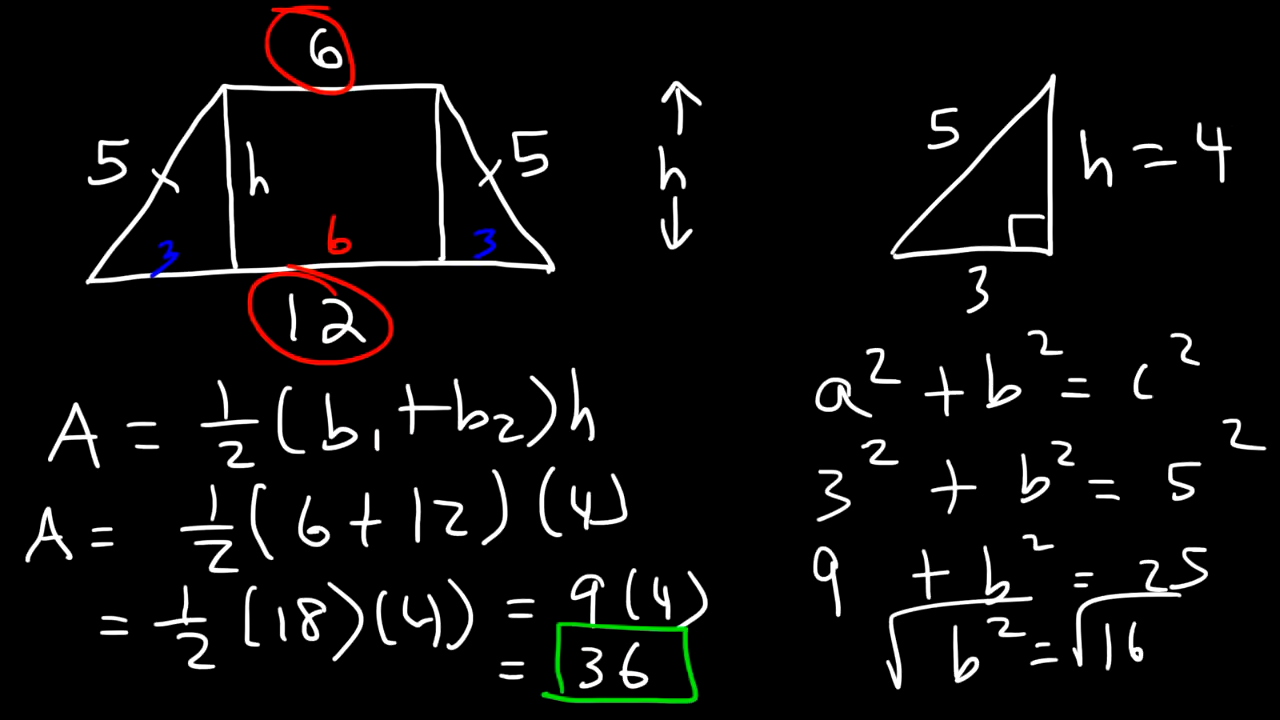 6
5 h 5
3 6 3
12
h
5 h = 4
3
A = 1/2 (b₁ + b₂)h
A = 1/2 (6 + 12)(4)
= 1/2 (18)(4) = 9(4)
= 36
a² + b² = c²
3² + b² = 5²
9 + b² = 25
√b² = √16